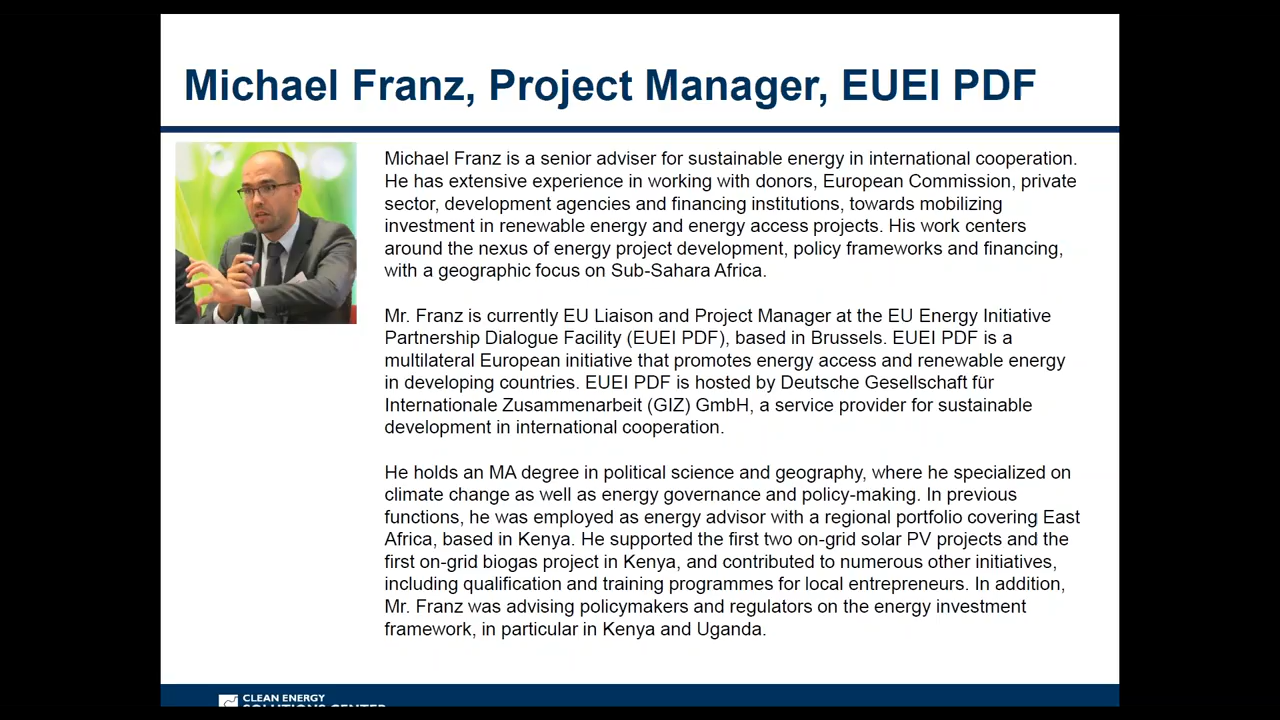 Michael Franz, Project Manager, EUEI PDF
Michael Franz is a senior adviser for sustainable energy in international cooperation.
He has extensive experience in working with donors, European Commission, private
sector, development agencies and financing institutions, towards mobilizing
investment in renewable energy and energy access projects. His work centers
around the nexus of energy project development, policy frameworks and financing,
with a geographic focus on Sub-Sahara Africa.
Mr. Franz is currently EU Liaison and Project Manager at the EU Energy Initiative
Partnership Dialogue Facility (EUEI PDF), based in Brussels. EUEI PDF is a
multilateral European initiative that promotes energy access and renewable energy
in developing countries. EUEI PDF is hosted by Deutsche Gesellschaft für
Internationale Zusammenarbeit (GIZ) GmbH, a service provider for sustainable
development in international cooperation.
He holds an MA degree in political science and geography, where he specialized on
climate change as well as energy governance and policy-making. In previous
functions, he was employed as energy advisor with a regional portfolio covering East
Africa, based in Kenya. He supported the first two on-grid solar PV projects and the
first on-grid biogas project in Kenya, and contributed to numerous other initiatives,
including qualification and training programmes for local entrepreneurs. In addition,
Mr. Franz was advising policymakers and regulators on the energy investment
framework, in particular in Kenya and Uganda.
CLEAN ENERGY
SOLUTIONS CENTER